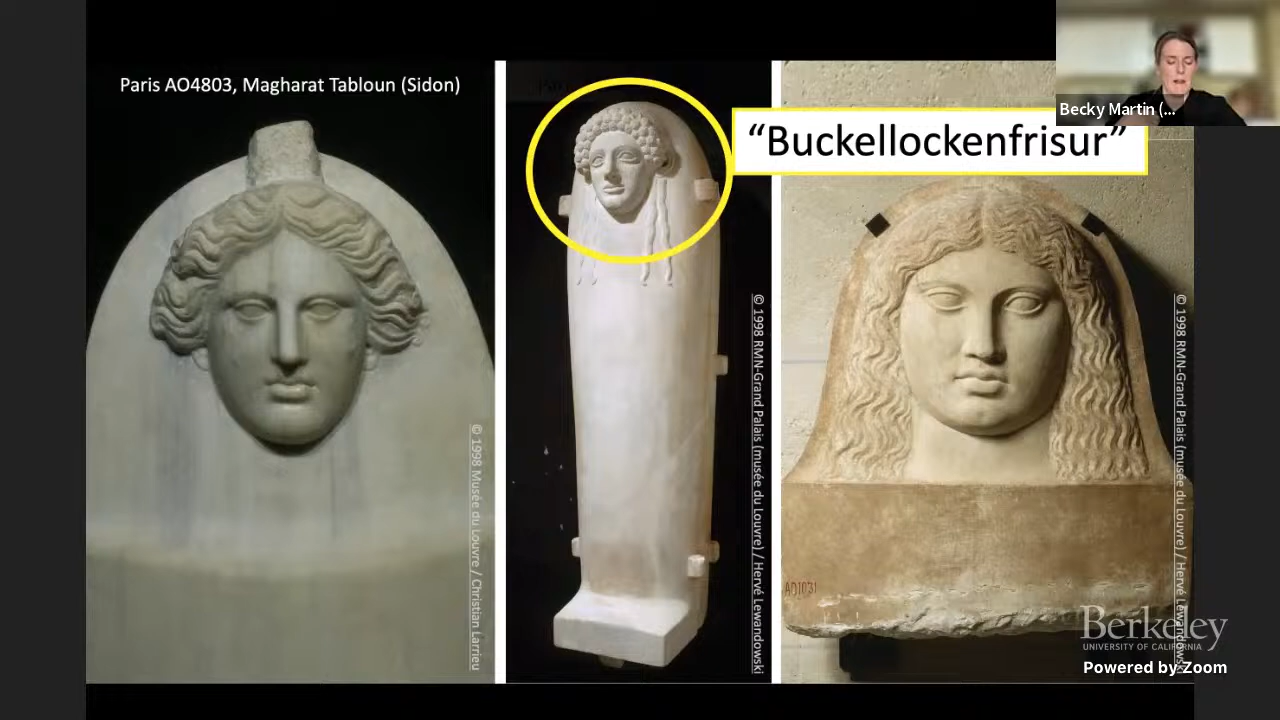 Paris AO4803, Magharat Tabloun (Sidon)
“Buckellockenfrisur”
Becky Martin (...
© 1998 Musée du Louvre / Christian Larrieu
© 1998 RMN-Grand Palais (musée du Louvre) / Hervé Lewandowski
© 1998 RMN-Grand Palais (musée du Louvre) / Hervé Lewandowski
AO1031
Berkeley
UNIVERSITY OF CALIFORNIA
Powered by Zoom